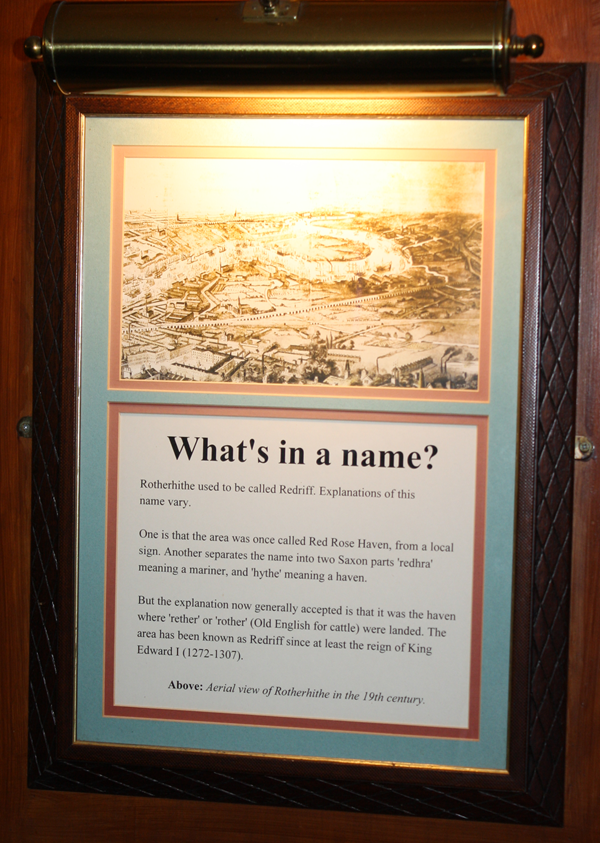 What's in a name?
Rotherhithe used to be called Redriff. Explanations of this
name vary.
One is that the area was once called Red Rose Haven, from a local
sign. Another separates the name into two Saxon parts 'redhra'
meaning a mariner, and 'hythe' meaning a haven.
But the explanation now generally accepted is that it was the haven
where 'rether' or 'rother' (Old English for cattle) were landed. The
area has been known as Redriff since at least the reign of King
Edward I (1272-1307).
Above: Aerial view of Rotherhithe in the 19th century.